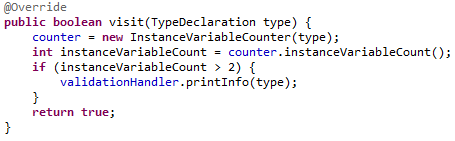 @Override
public boolean visit(TypeDeclaration type) {
    counter = new InstanceVariableCounter(type);
    int instanceVariableCount = counter.instanceVariableCount();
    if (instanceVariableCount > 2) {
        validationHandler.printInfo(type);
    }
    return true;
}